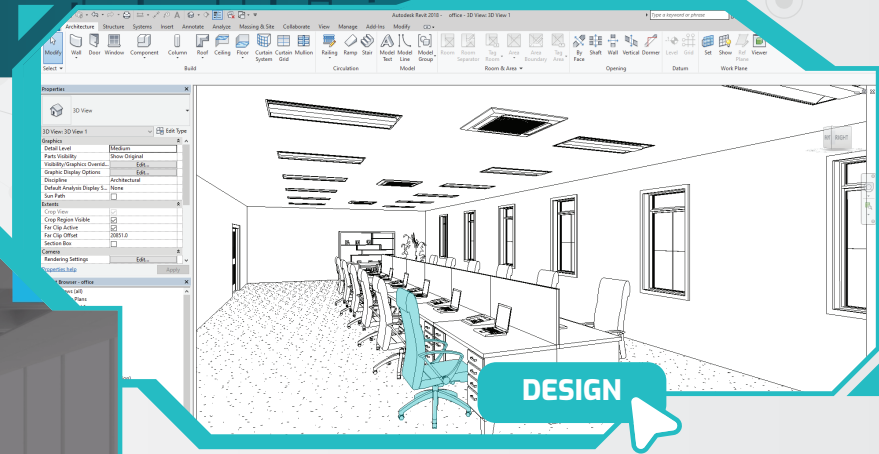 Autodesk Revit 2018 - office - 3D View: 3D View 1
Type a keyword or phrase
Architecture Structure Systems Insert Annotate Analyze Massing & Site Collaborate View Manage Add-Ins Modify
Modify Wall Door Window Component Column Roof Ceiling Floor Curtain System Curtain Grid Mullion Railing Ramp Stair Model Text Model Line Model Group Room Room Separator Tag Room Area Area Boundary Tag Area By Face Shaft Wall Vertical Dormer Level Grid Set Show Ref Plane Viewer
Select Build Circulation Model Room & Area Opening Datum Work Plane
Properties
3D View
3D View: 3D View 1 Edit Type
Graphics
Detail Level Medium
Parts Visibility Show Original
Visibility/Graphics Overrid... Edit...
Graphic Display Options Edit...
Discipline Architectural
Default Analysis Display S... None
Sun Path
Extents
Crop View
Crop Region Visible
Far Clip Active
Far Clip Offset 20851.0
Section Box
Camera
Rendering Settings Edit...
Properties help Apply
Browser - office
(all)
Plans
RIGHT
DESIGN